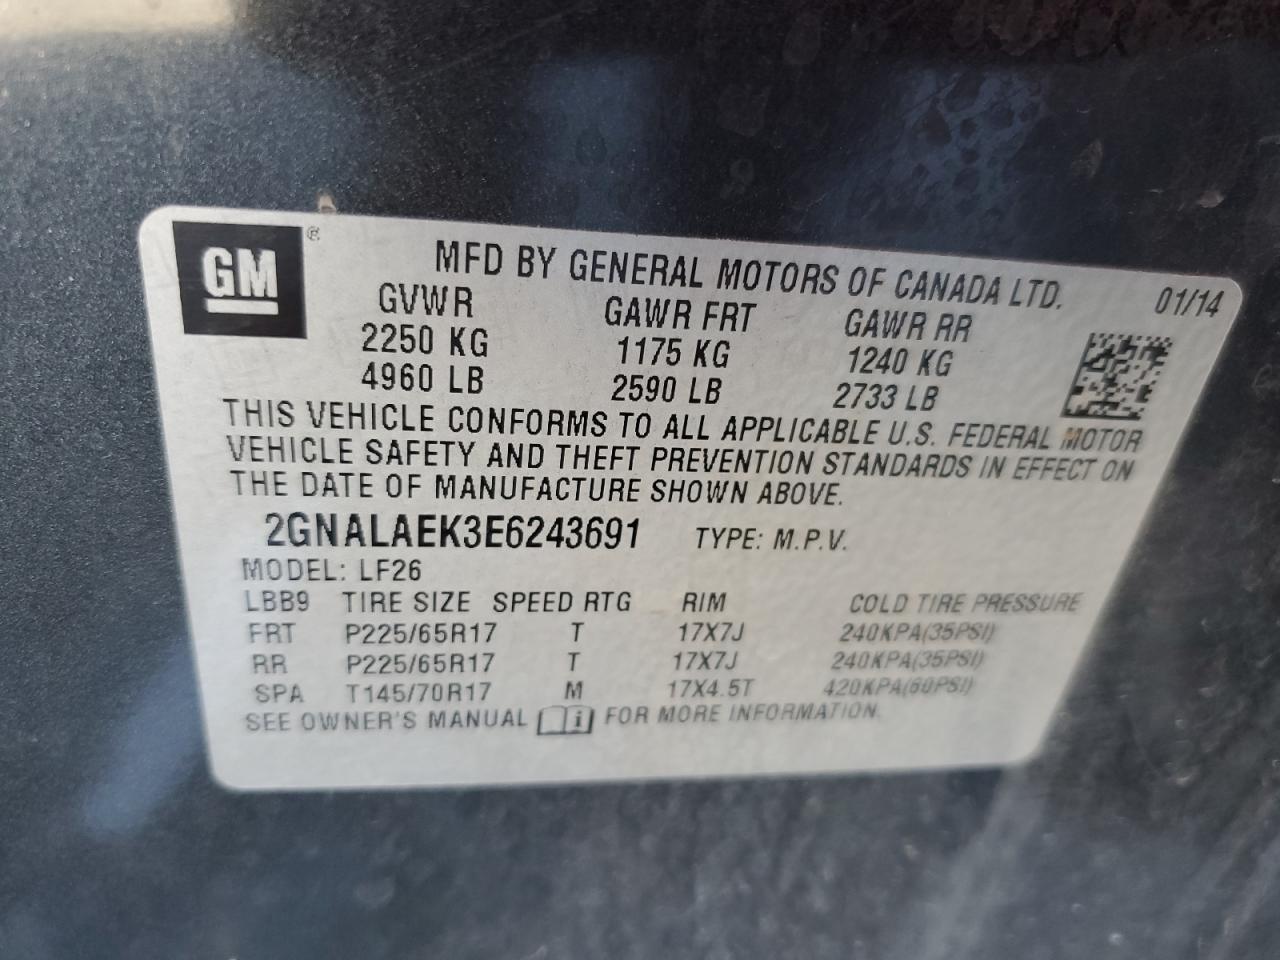 GM®
MFD BY GENERAL MOTORS OF CANADA LTD. 01/14
GVWR GAWR FRT GAWR RR
2250 KG 1175 KG 1240 KG
4960 LB 2590 LB 2733 LB
THIS VEHICLE CONFORMS TO ALL APPLICABLE U.S. FEDERAL MOTOR
VEHICLE SAFETY AND THEFT PREVENTION STANDARDS IN EFFECT ON
THE DATE OF MANUFACTURE SHOWN ABOVE.
2GNALAEK3E6243691 TYPE: M.P.V.
MODEL: LF26
LBB9 TIRE SIZE SPEED RTG RIM COLD TIRE PRESSURE
FRT P225/65R17 T 17X7J 240KPA(35PSI)
RR P225/65R17 T 17X7J 240KPA(35PSI)
SPA T145/70R17 M 17X4.5T 420KPA(60PSI)
SEE OWNER'S MANUAL i FOR MORE INFORMATION.